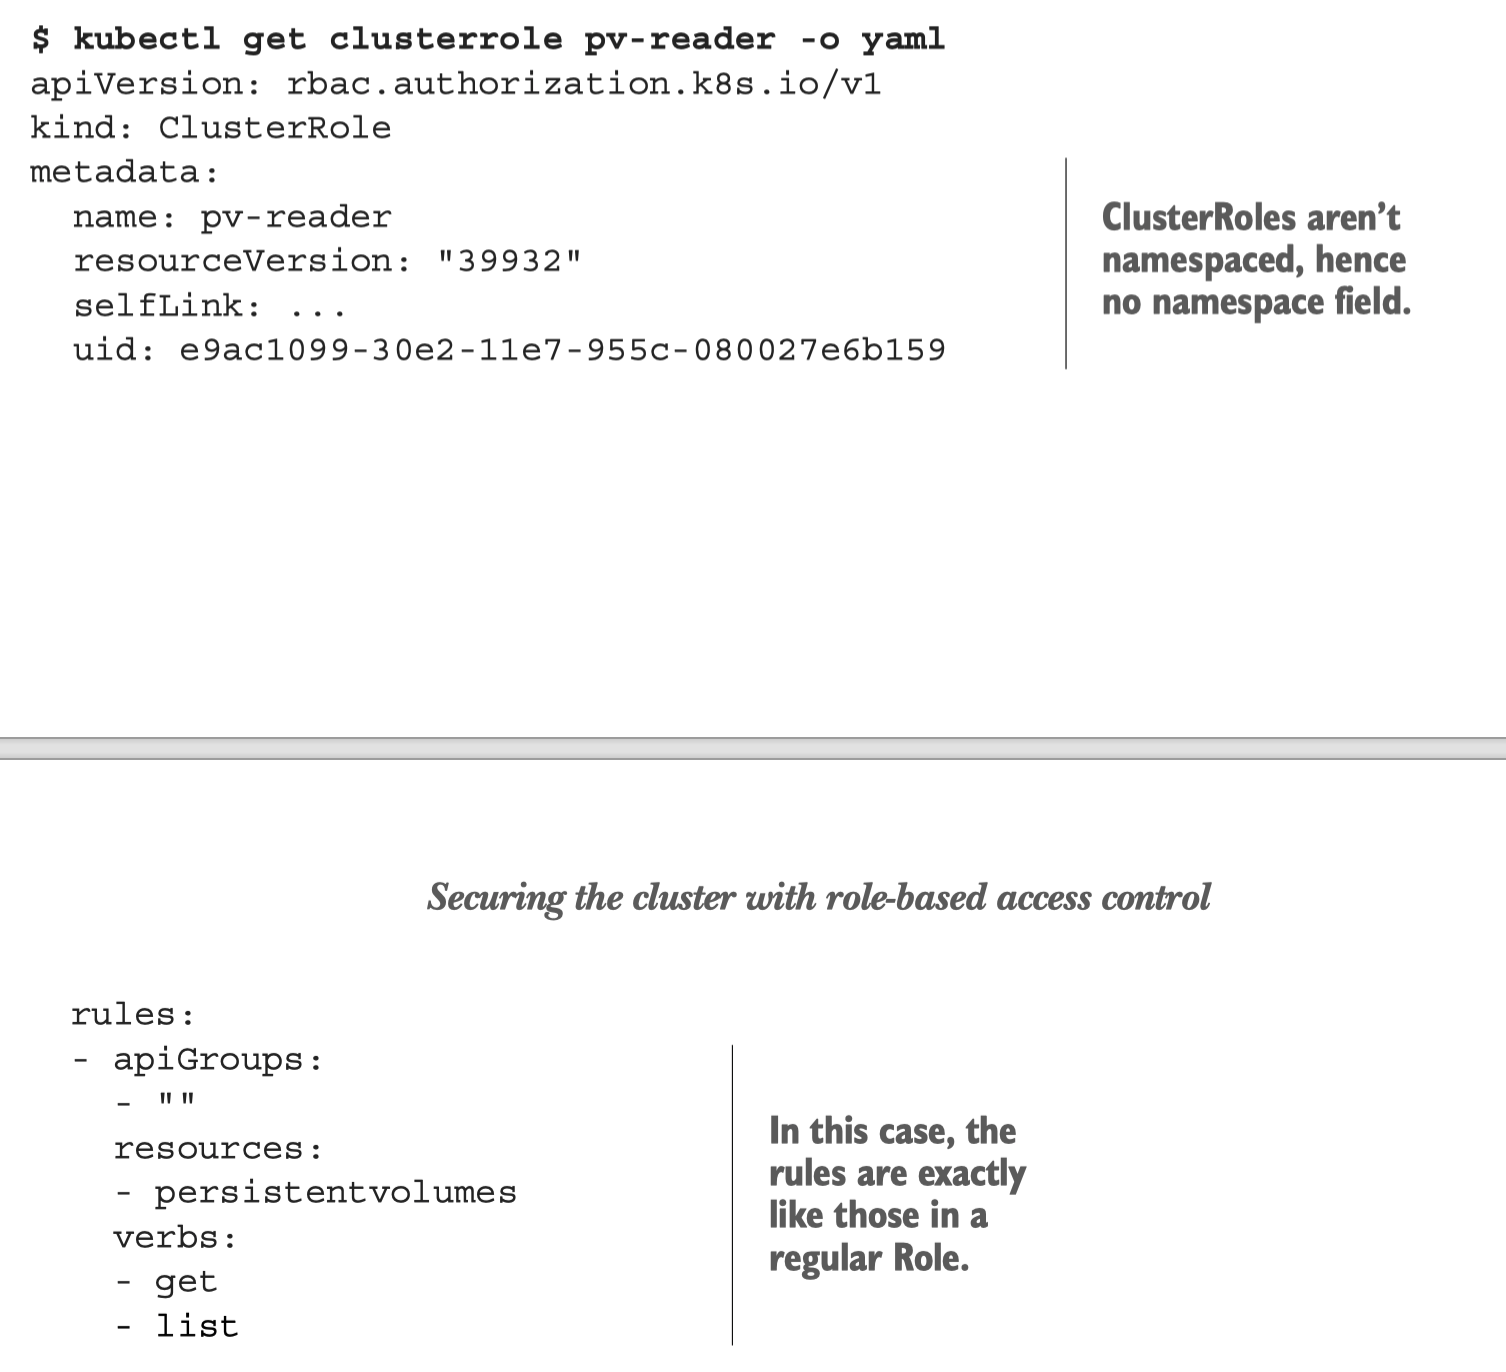 $ kubectl get clusterrole pv-reader -o yaml
apiVersion: rbac.authorization.k8s.io/v1
kind: ClusterRole
metadata:
  name: pv-reader
  resourceVersion: "39932"
  selfLink: ...
  uid: e9ac1099-30e2-11e7-955c-080027e6b159
ClusterRoles aren’t
namespaced, hence
no namespace field.
Securing the cluster with role-based access control
rules:
- apiGroups:
  - ""
  resources:
  - persistentvolumes
  verbs:
  - get
  - list
In this case, the
rules are exactly
like those in a
regular Role.